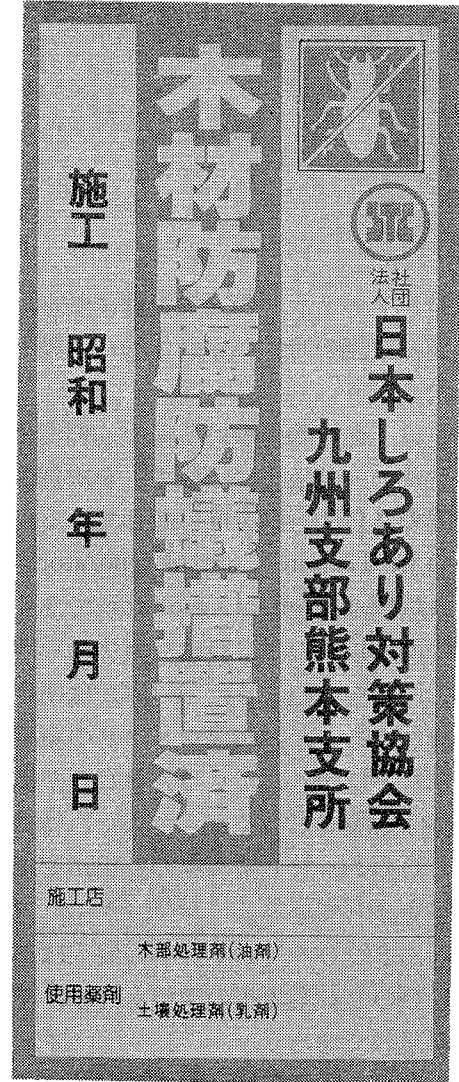 社団法人
日本しろあり対策協会
九州支部熊本支所
木材防腐防蟻措置済
施工 昭和 年 月 日
施工店
使用薬剤
木部処理剤(油剤)
土壌処理剤(乳剤)